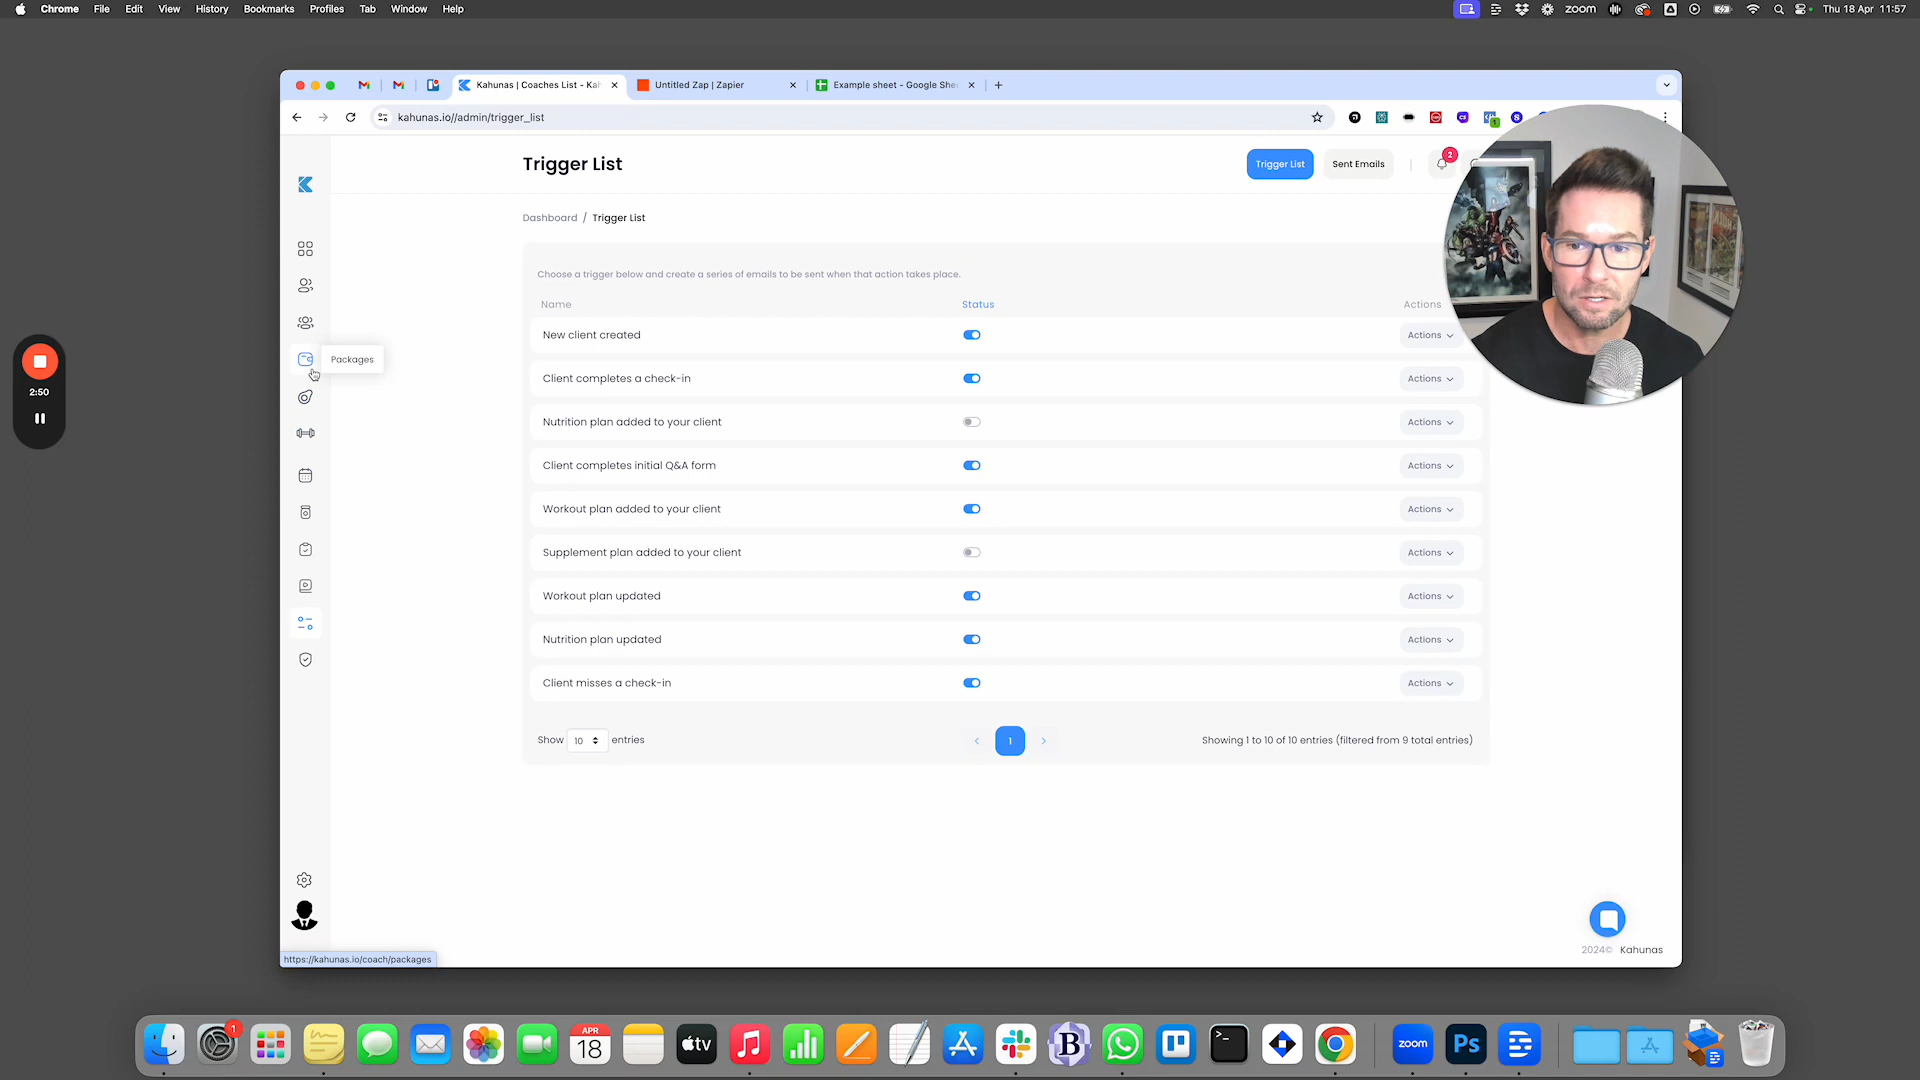 Chrome File Edit View History Bookmarks Profiles Tab Window Help
zoom Thu 18 Apr 11:57
Kahunas | Coaches List - Kah
Untitled Zap | Zapier
Example sheet - Google She
kahunas.io//admin/trigger_list
1
Trigger List
Trigger List
Sent Emails
2
Dashboard / Trigger List
Choose a trigger below and create a series of emails to be sent when that action takes place.
Name Status Actions
New client created Actions
Packages
2:50
Client completes a check-in Actions
Nutrition plan added to your client Actions
Client completes initial Q&A form Actions
Workout plan added to your client Actions
Supplement plan added to your client Actions
Workout plan updated Actions
Nutrition plan updated Actions
Client misses a check-in Actions
Show 10 entries
1
Showing 1 to 10 of 10 entries (filtered from 9 total entries)
2024© Kahunas
https://kahunas.io/coach/packages
1
APR
18
tv
B
zoom
Ps